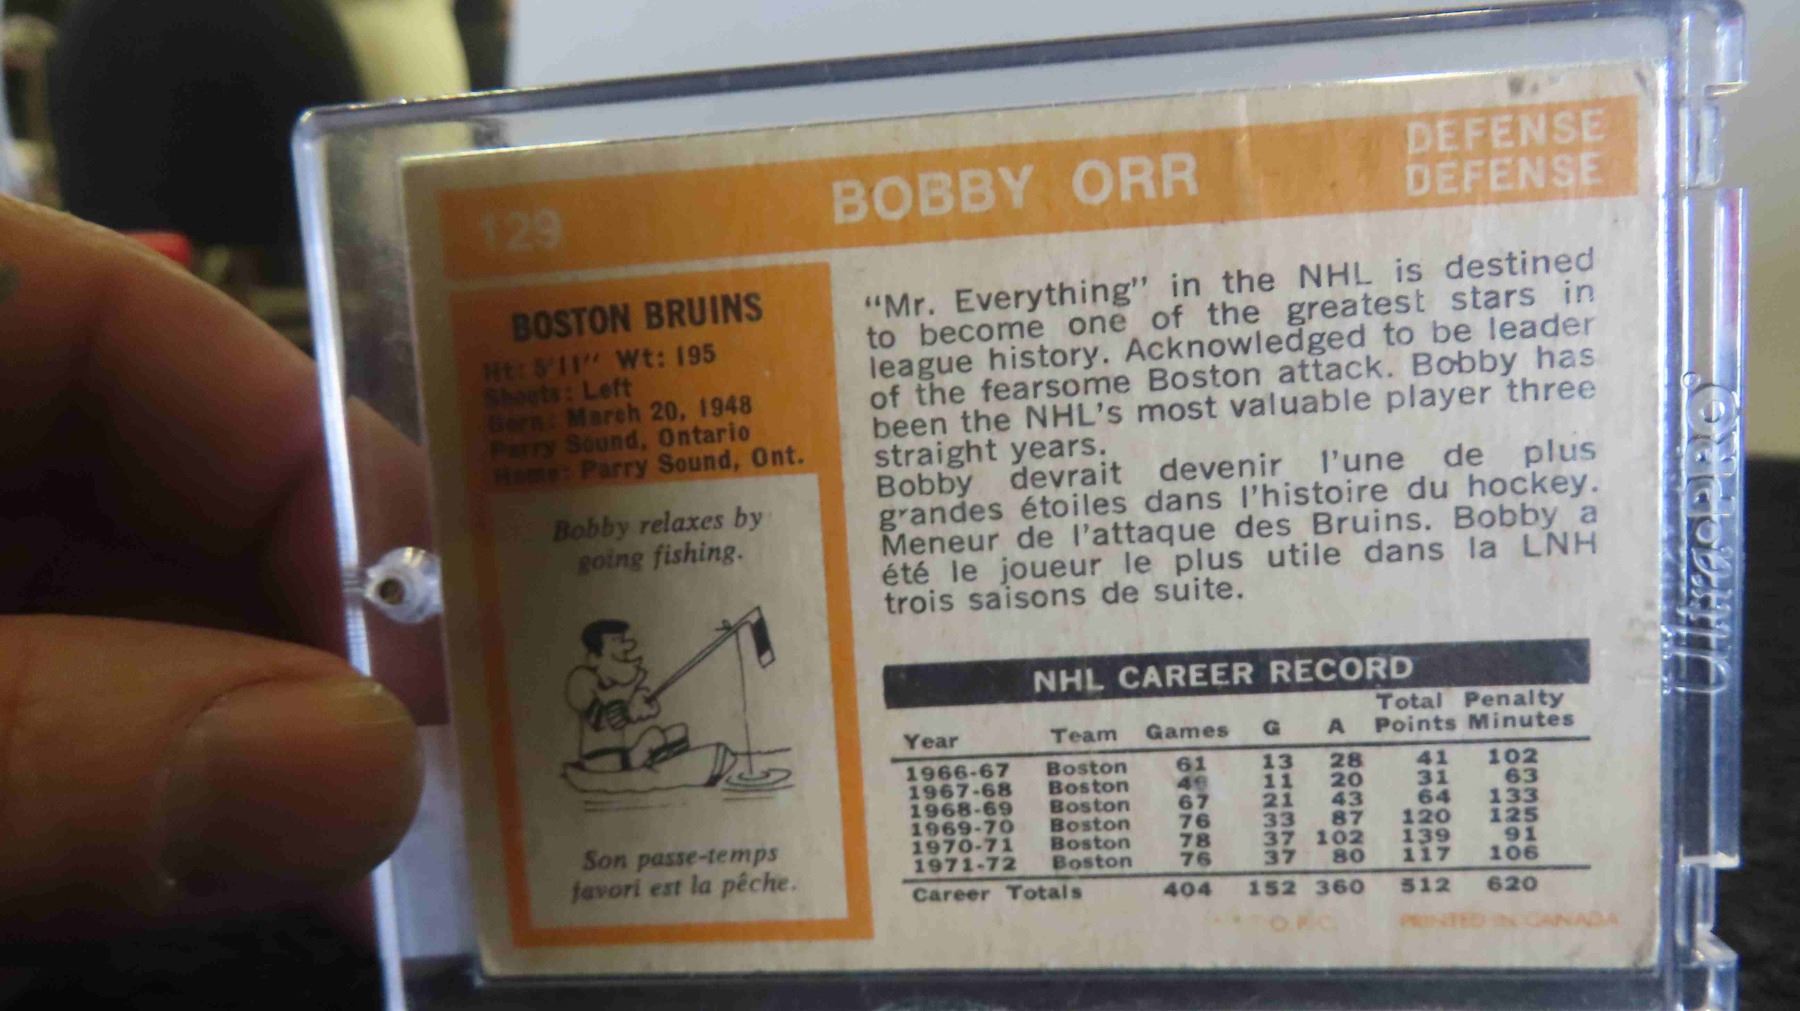 129
BOBBY ORR
DEFENSE
DEFENSE
BOSTON BRUINS
Ht: 5'11" Wt: 195
Shoots: Left
Born: March 20, 1948
Parry Sound, Ontario
Home: Parry Sound, Ont.
Bobby relaxes by
going fishing.
Son passe-temps
favori est la pêche.
"Mr. Everything" in the NHL is destined
to become one of the greatest stars in
league history. Acknowledged to be leader
of the fearsome Boston attack. Bobby has
been the NHL's most valuable player three
straight years.
Bobby devrait devenir l'une de plus
grandes étoiles dans l'histoire du hockey.
Meneur de l'attaque des Bruins. Bobby a
été le joueur le plus utile dans la LNH
trois saisons de suite.
NHL CAREER RECORD
Year Team Games G A Total Points Penalty Minutes
1966-67 Boston 61 13 28 41 102
1967-68 Boston 46 11 20 31 63
1968-69 Boston 67 21 43 64 133
1969-70 Boston 76 33 87 120 125
1970-71 Boston 78 37 102 139 91
1971-72 Boston 76 37 80 117 106
Career Totals 404 152 360 512 620
O.P.C. PRINTED IN CANADA
Ultra PRO